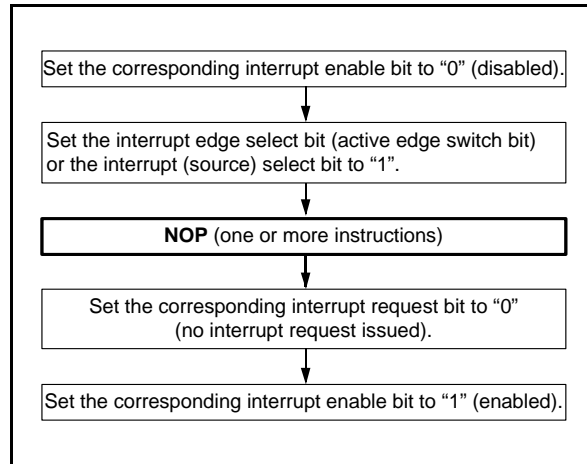 Set the corresponding interrupt enable bit to “0” (disabled).
Set the interrupt edge select bit (active edge switch bit)
or the interrupt (source) select bit to “1”.
NOP (one or more instructions)
Set the corresponding interrupt request bit to “0”
(no interrupt request issued).
Set the corresponding interrupt enable bit to “1” (enabled).